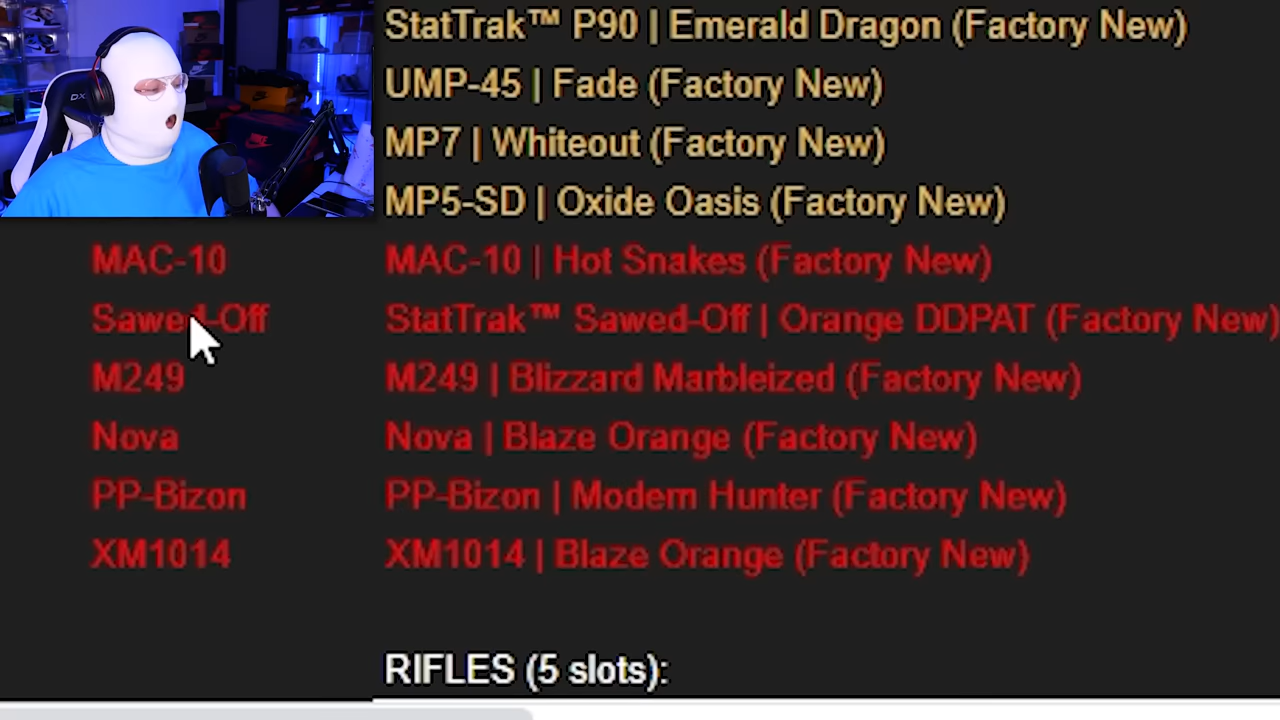 StatTrak™ P90 | Emerald Dragon (Factory New)
UMP-45 | Fade (Factory New)
MP7 | Whiteout (Factory New)
MP5-SD | Oxide Oasis (Factory New)
MAC-10 MAC-10 | Hot Snakes (Factory New)
Sawed-Off StatTrak™ Sawed-Off | Orange DDPAT (Factory New)
M249 M249 | Blizzard Marbleized (Factory New)
Nova Nova | Blaze Orange (Factory New)
PP-Bizon PP-Bizon | Modern Hunter (Factory New)
XM1014 XM1014 | Blaze Orange (Factory New)
RIFLES (5 slots):